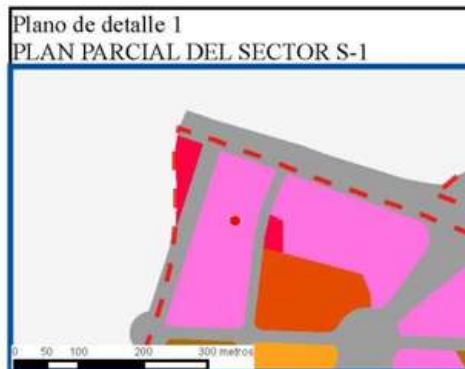 Plano de detalle 1
PLAN PARCIAL DEL SECTOR S-1
0 50 100 200 300 metros